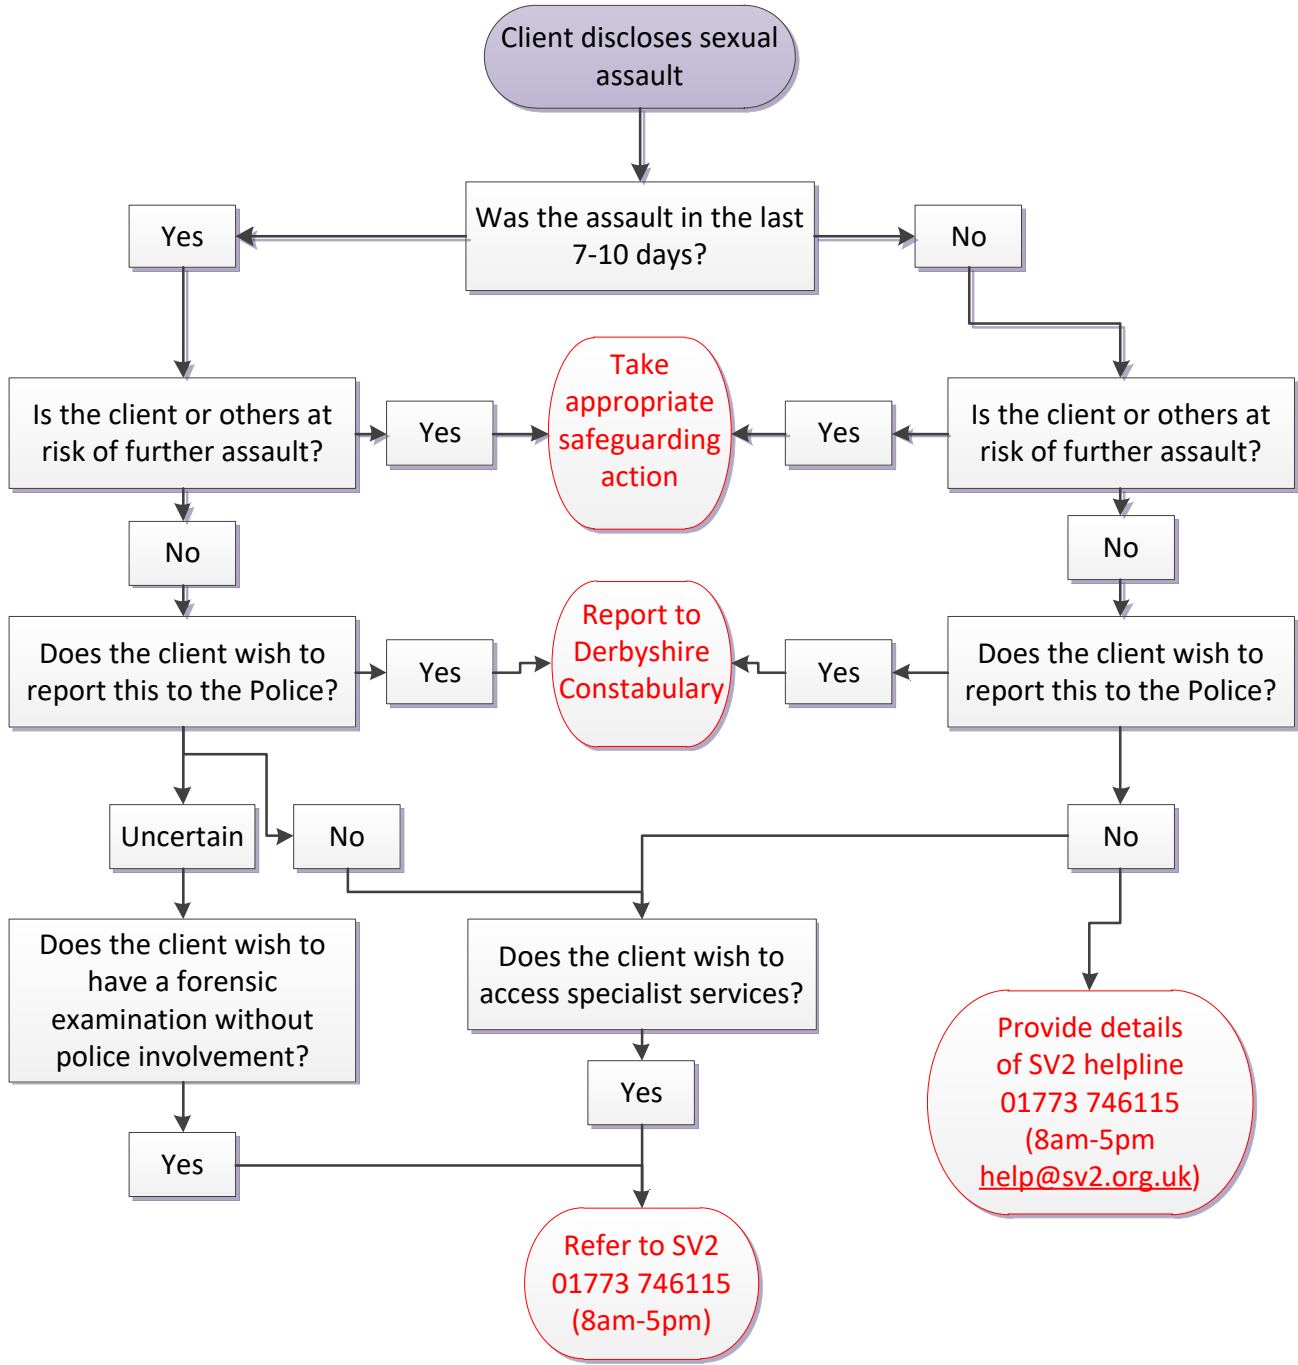 Client discloses sexual
assault
Was the assault in the last
7-10 days?
Yes
No
Is the client or others at
risk of further assault?
Yes
Take
appropriate
safeguarding
action
Yes
Is the client or others at
risk of further assault?
No
No
Does the client wish to
report this to the Police?
Yes
Report to
Derbyshire
Constabulary
Yes
Does the client wish to
report this to the Police?
Uncertain
No
No
Does the client wish to
have a forensic
examination without
police involvement?
Does the client wish to
access specialist services?
Provide details
of SV2 helpline
01773 746115
(8am-5pm
help@sv2.org.uk)
Yes
Yes
Refer to SV2
01773 746115
(8am-5pm)